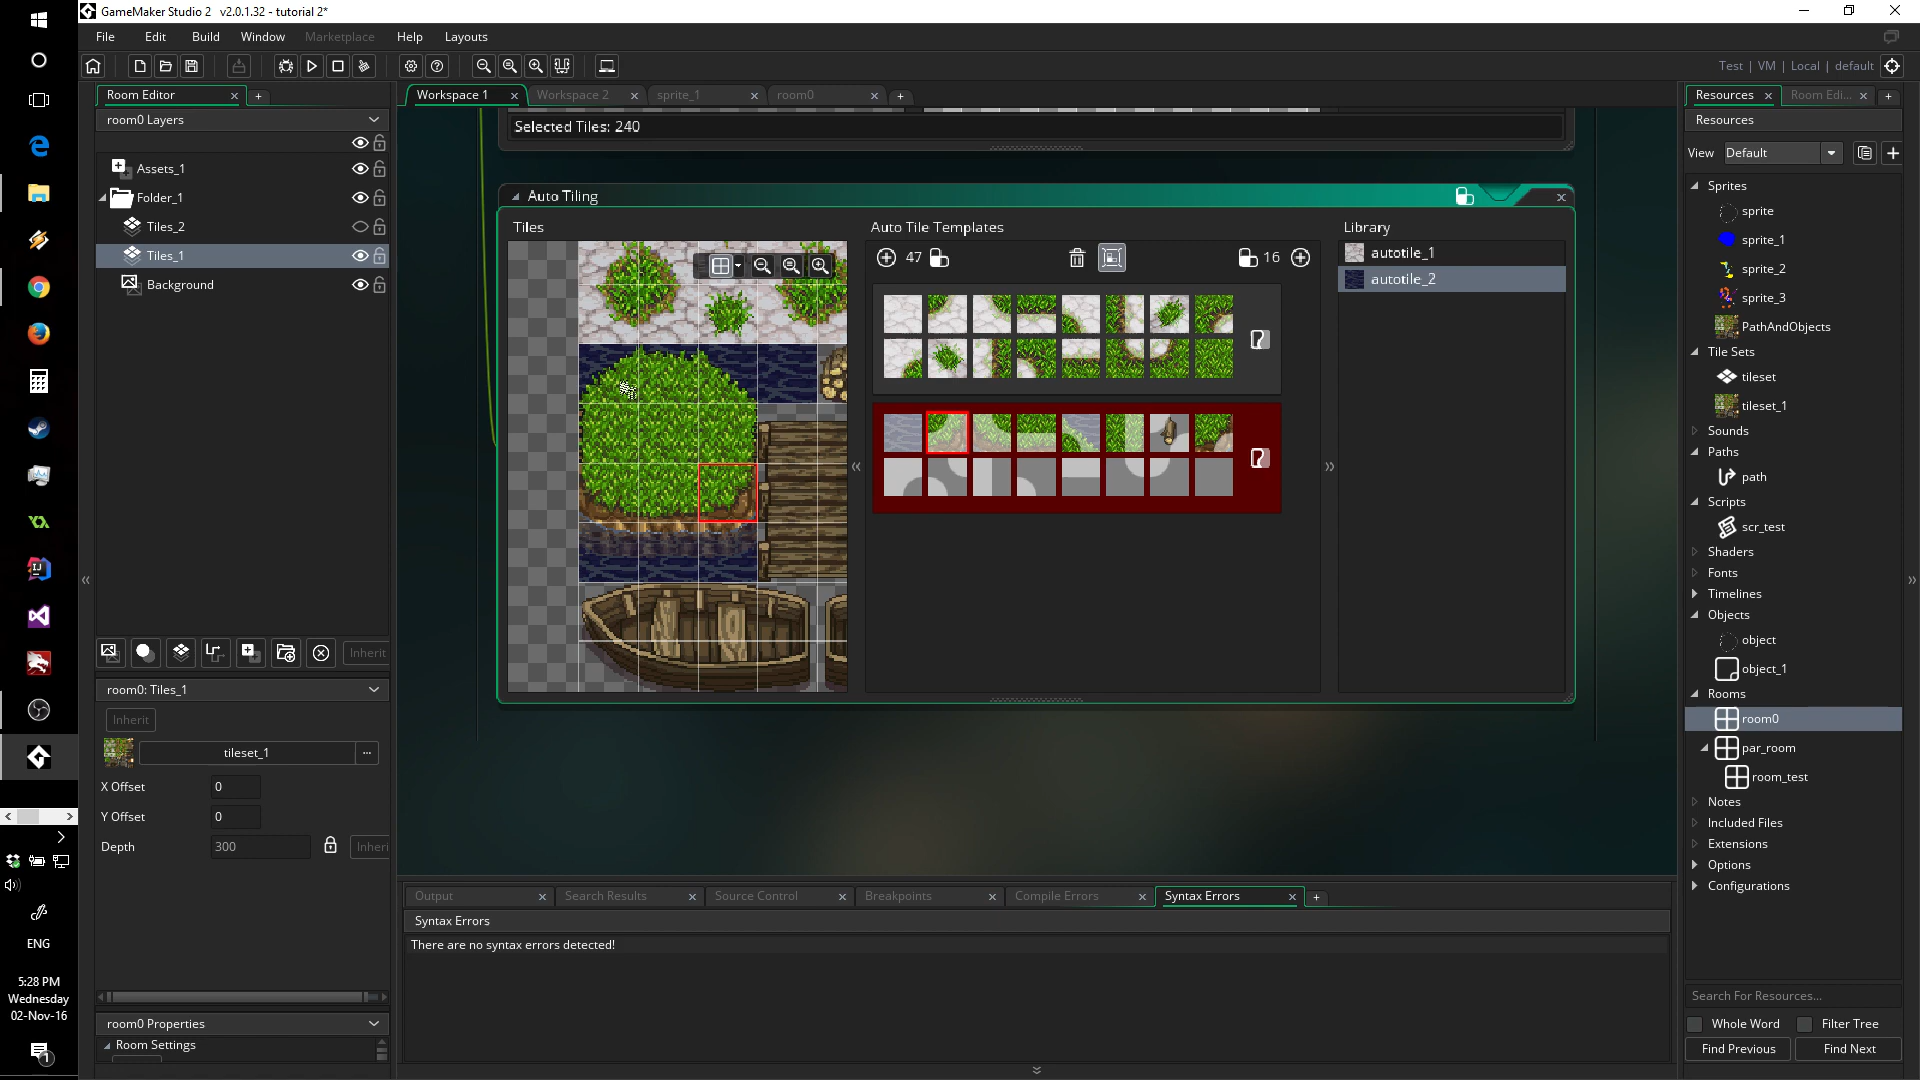 GameMaker Studio 2   v2.0.1.32 - tutorial 2*
File Edit Build Window Marketplace Help Layouts
Test | VM | Local | default
Room Editor
room0 Layers
Assets_1
Folder_1
Tiles_2
Tiles_1
Background
Inherit
room0: Tiles_1
Inherit
tileset_1
...
X Offset 0
Y Offset 0
Depth 300
Inheri
room0 Properties
Room Settings
Workspace 1 Workspace 2 sprite_1 room0
Selected Tiles: 240
Auto Tiling
Tiles
Auto Tile Templates
47
16
Library
autotile_1
autotile_2
Output Search Results Source Control Breakpoints Compile Errors Syntax Errors
Syntax Errors
There are no syntax errors detected!
Resources Room Edi...
Resources
View Default
Sprites
sprite
sprite_1
sprite_2
sprite_3
PathAndObjects
Tile Sets
tileset
tileset_1
Sounds
Paths
path
Scripts
scr_test
Shaders
Fonts
Timelines
Objects
object
object_1
Rooms
room0
par_room
room_test
Notes
Included Files
Extensions
Options
Configurations
Search For Resources...
Whole Word Filter Tree
Find Previous Find Next
ENG
5:28 PM
Wednesday
02-Nov-16
1